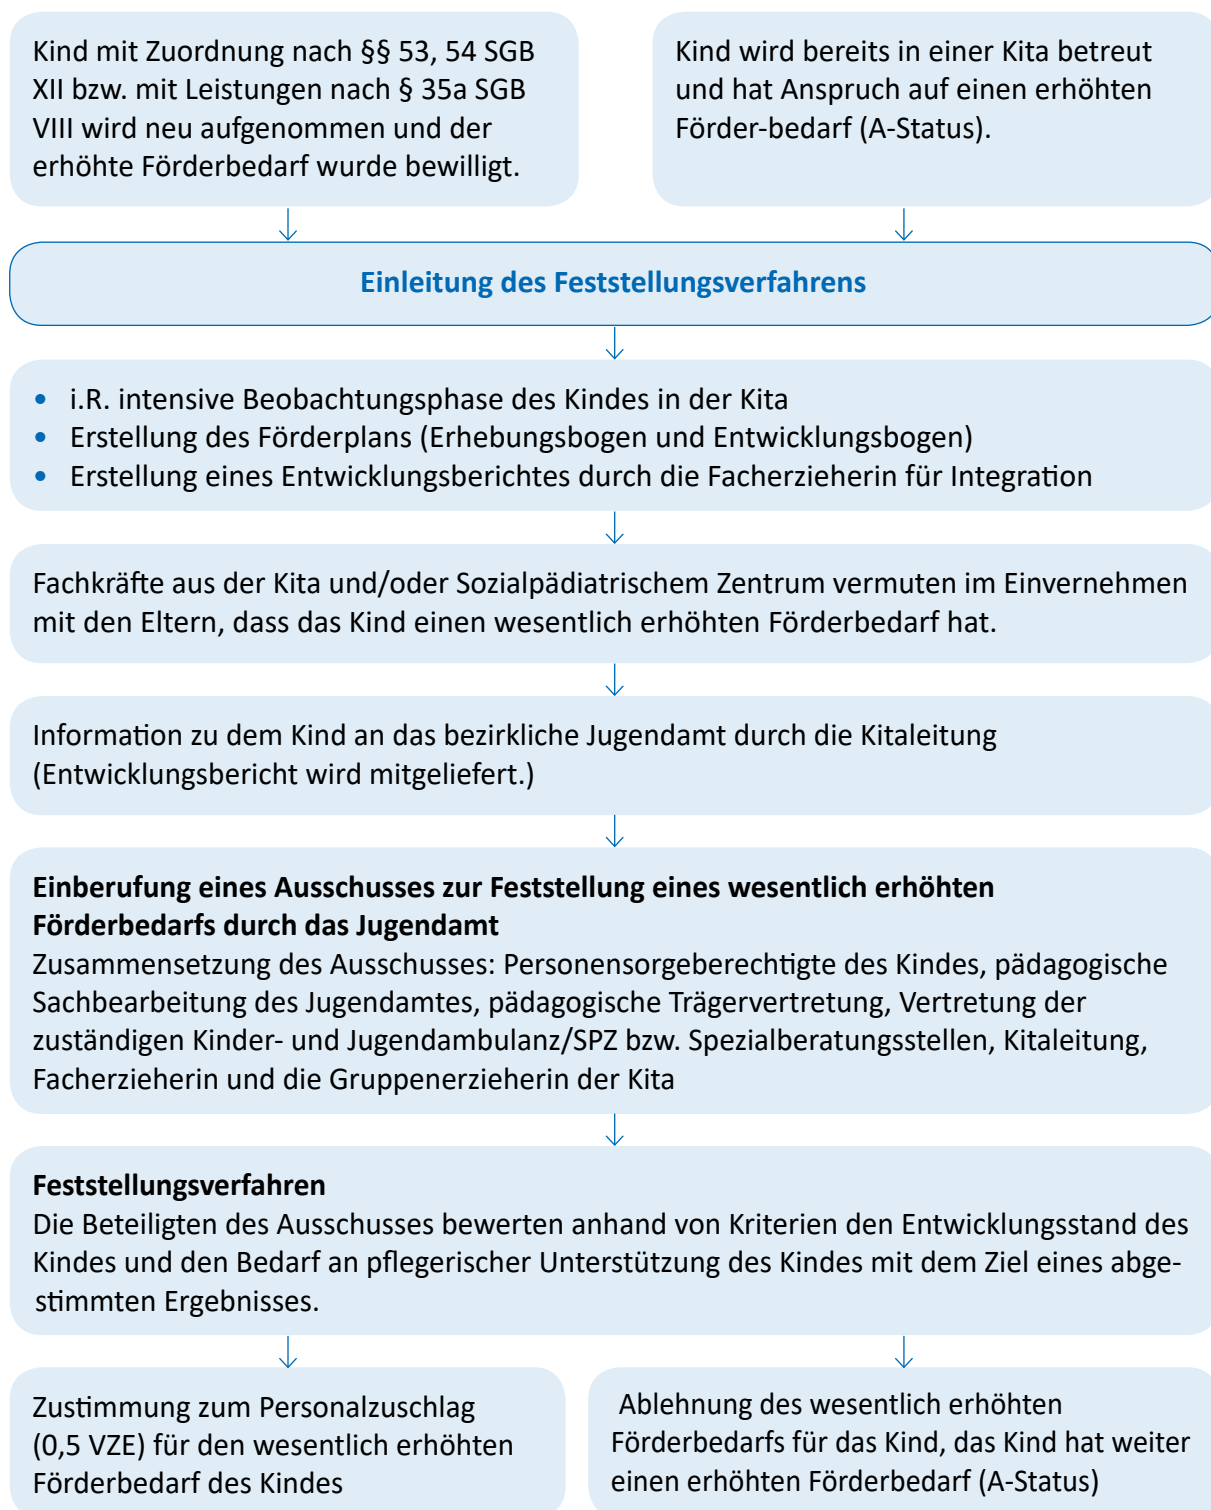 Kind mit Zuordnung nach §§ 53, 54 SGB
XII bzw. mit Leistungen nach § 35a SGB
VIII wird neu aufgenommen und der
erhöhte Förderbedarf wurde bewilligt.
Kind wird bereits in einer Kita betreut
und hat Anspruch auf einen erhöhten
Förder-bedarf (A-Status).
Einleitung des Feststellungsverfahrens
• i.R. intensive Beobachtungsphase des Kindes in der Kita
• Erstellung des Förderplans (Erhebungsbogen und Entwicklungsbogen)
• Erstellung eines Entwicklungsberichtes durch die Facherzieherin für Integration
Fachkräfte aus der Kita und/oder Sozialpädiatrischem Zentrum vermuten im Einvernehmen
mit den Eltern, dass das Kind einen wesentlich erhöhten Förderbedarf hat.
Information zu dem Kind an das bezirkliche Jugendamt durch die Kitaleitung
(Entwicklungsbericht wird mitgeliefert.)
Einberufung eines Ausschusses zur Feststellung eines wesentlich erhöhten
Förderbedarfs durch das Jugendamt
Zusammensetzung des Ausschusses: Personensorgeberechtigte des Kindes, pädagogische
Sachbearbeitung des Jugendamtes, pädagogische Trägervertretung, Vertretung der
zuständigen Kinder- und Jugendambulanz/SPZ bzw. Spezialberatungsstellen, Kitaleitung,
Facherzieherin und die Gruppenerzieherin der Kita
Feststellungsverfahren
Die Beteiligten des Ausschusses bewerten anhand von Kriterien den Entwicklungsstand des
Kindes und den Bedarf an pflegerischer Unterstützung des Kindes mit dem Ziel eines abge-
stimmten Ergebnisses.
Zustimmung zum Personalzuschlag
(0,5 VZE) für den wesentlich erhöhten
Förderbedarf des Kindes
Ablehnung des wesentlich erhöhten
Förderbedarfs für das Kind, das Kind hat weiter
einen erhöhten Förderbedarf (A-Status)